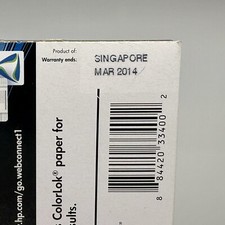 Product of: SINGAPORE
Warranty ends: MAR 2014
s ColorLok® paper for
sults.
.hp.com/go.webconnect1
8 84420 33400 2